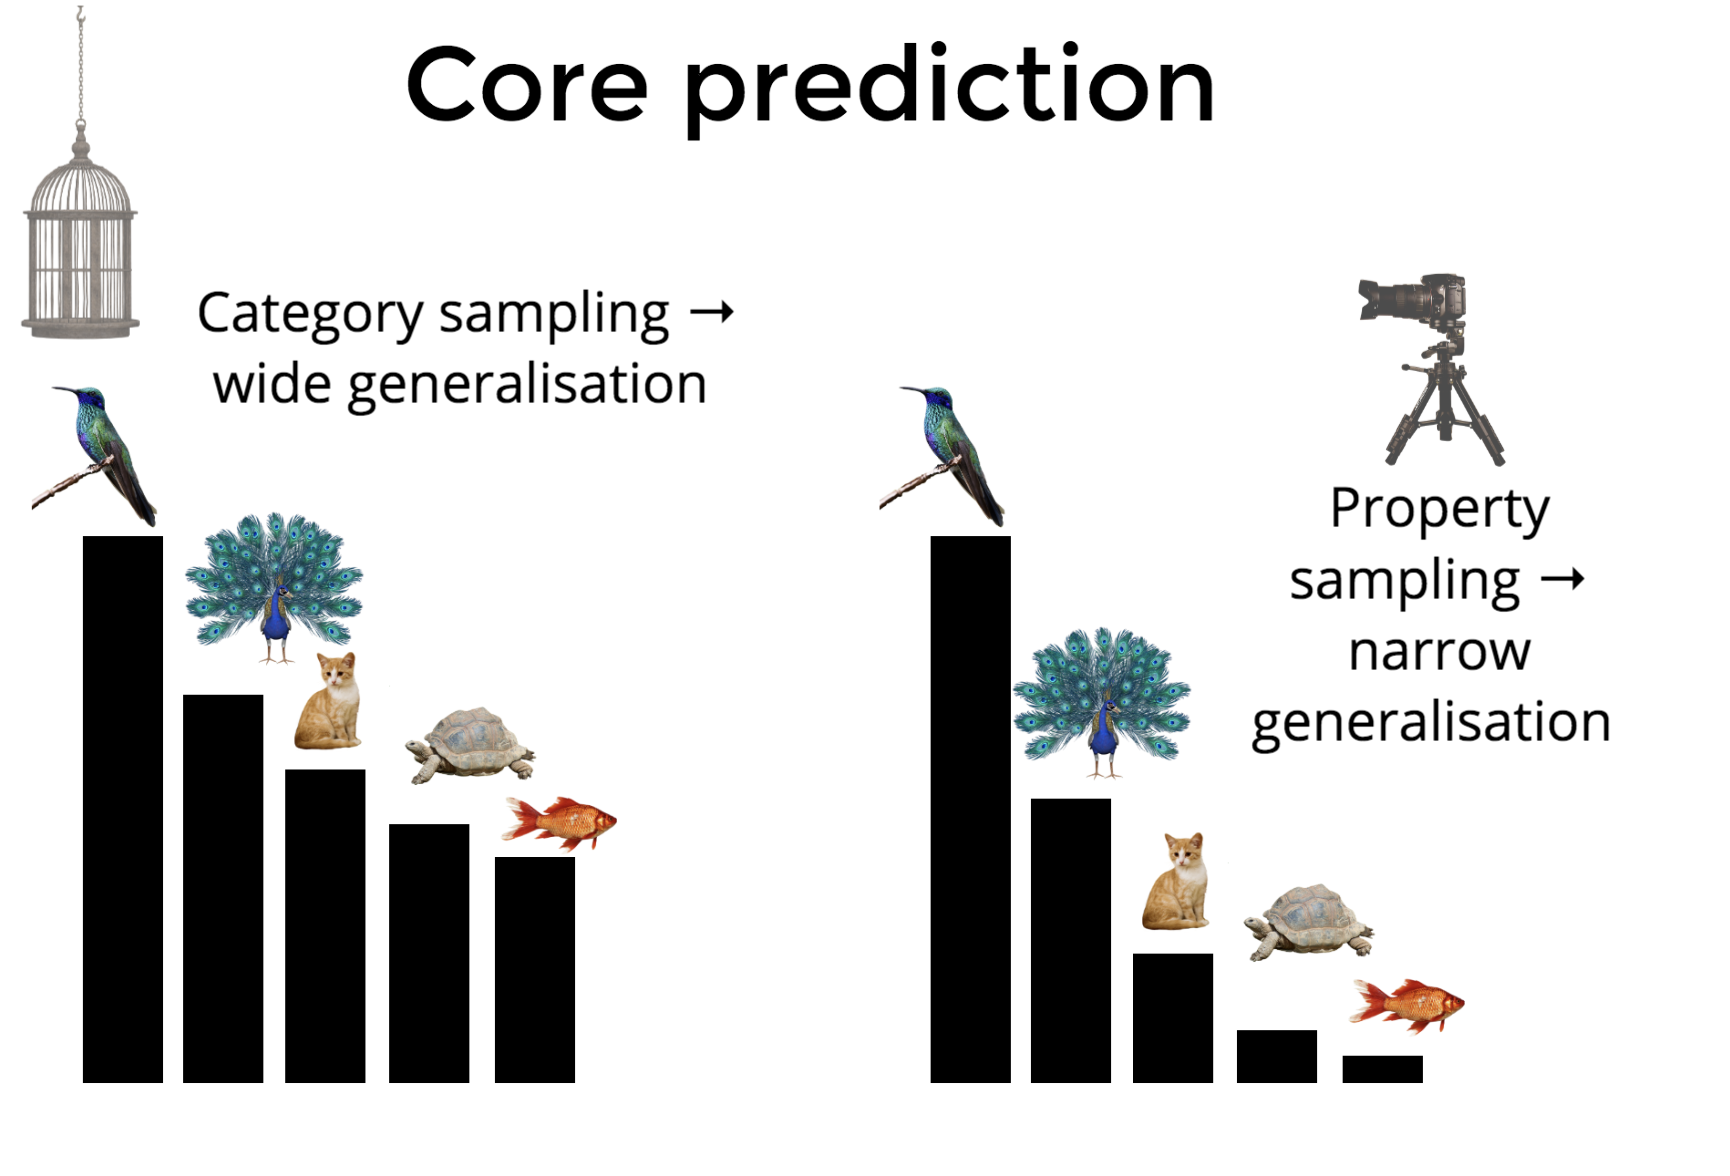 Core prediction
Category sampling →
wide generalisation
Property
sampling →
narrow
generalisation